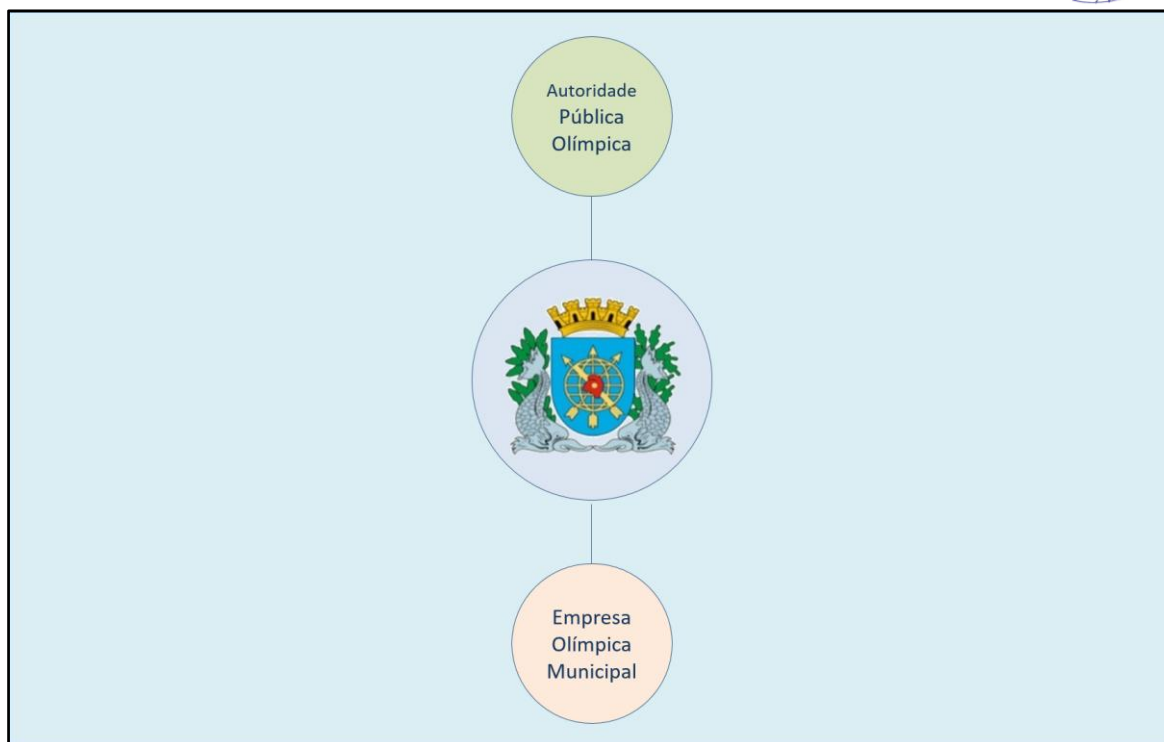 Autoridade
Pública
Olímpica
Empresa
Olímpica
Municipal